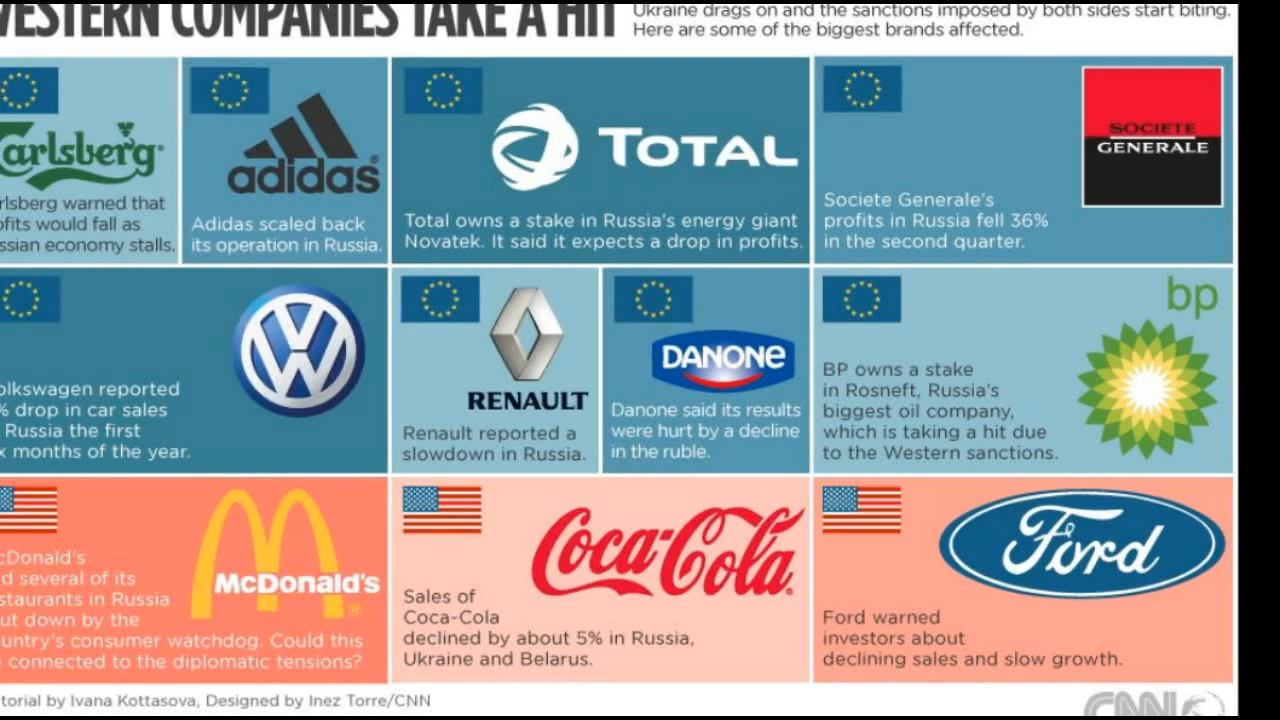 WESTERN COMPANIES TAKE A HIT
Ukraine drags on and the sanctions imposed by both sides start biting.
Here are some of the biggest brands affected.
Carlsberg
arlsberg warned that
ofits would fall as
ssian economy stalls.
adidas
Adidas scaled back
its operation in Russia.
TOTAL
Total owns a stake in Russia's energy giant
Novatek. It said it expects a drop in profits.
SOCIETE
GENERALE
Societe Generale's
profits in Russia fell 36%
in the second quarter.
olkswagen reported
% drop in car sales
Russia the first
x months of the year.
RENAULT
Renault reported a
slowdown in Russia.
DANONE
Danone said its results
were hurt by a decline
in the ruble.
bp
BP owns a stake
in Rosneft, Russia's
biggest oil company,
which is taking a hit due
to the Western sanctions.
McDonald's
cDonald's
d several of its
staurants in Russia
ut down by the
ountry's consumer watchdog. Could this
connected to the diplomatic tensions?
Coca-Cola
Sales of
Coca-Cola
declined by about 5% in Russia,
Ukraine and Belarus.
Ford
Ford warned
investors about
declining sales and slow growth.
torial by Ivana Kottasova, Designed by Inez Torre/CNN
CNN